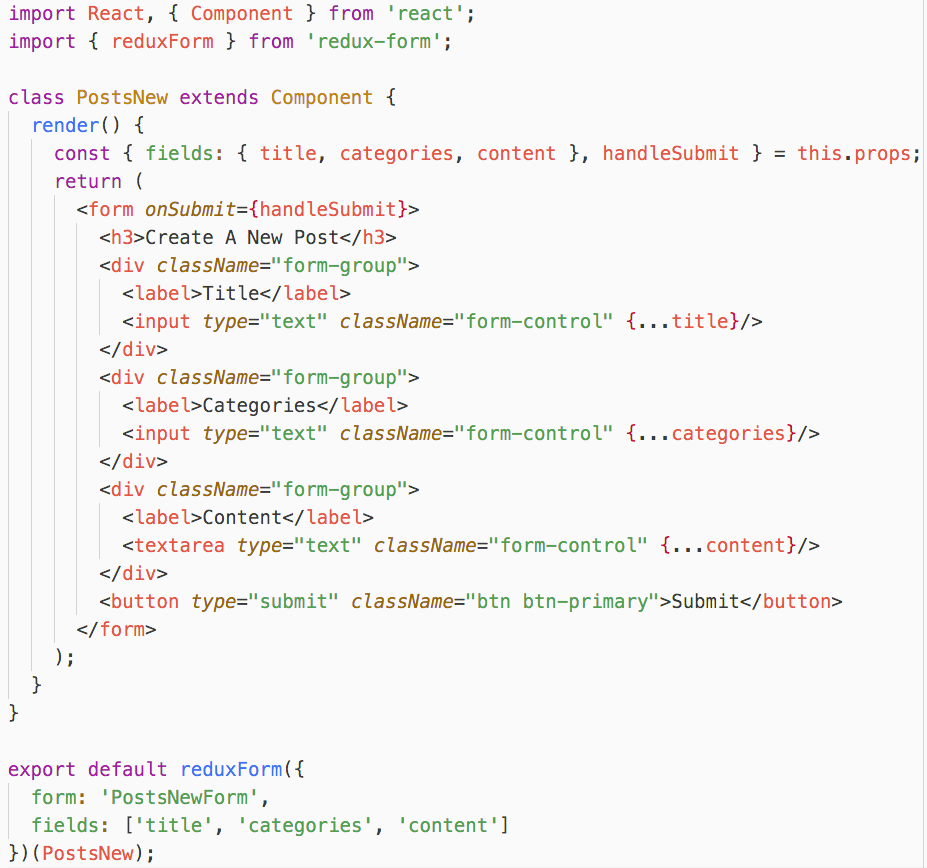 import React, { Component } from 'react';
import { reduxForm } from 'redux-form';

class PostsNew extends Component {
  render() {
    const { fields: { title, categories, content }, handleSubmit } = this.props;
    return (
      <form onSubmit={handleSubmit}>
        <h3>Create A New Post</h3>
        <div className="form-group">
          <label>Title</label>
          <input type="text" className="form-control" {...title}/>
        </div>
        <div className="form-group">
          <label>Categories</label>
          <input type="text" className="form-control" {...categories}/>
        </div>
        <div className="form-group">
          <label>Content</label>
          <textarea type="text" className="form-control" {...content}/>
        </div>
        <button type="submit" className="btn btn-primary">Submit</button>
      </form>
    );
  }
}

export default reduxForm({
  form: 'PostsNewForm',
  fields: ['title', 'categories', 'content']
})(PostsNew);